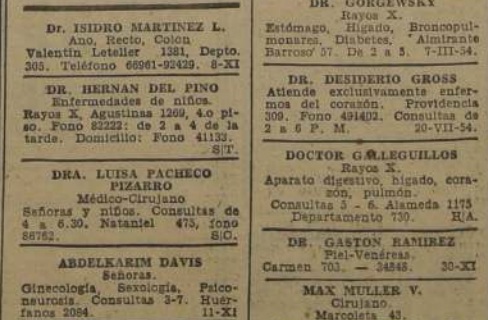 Dr. ISIDRO MARTINEZ L.
Ano, Recto, Colon
Valentín Letelier 1381, Depto.
305. Teléfono 66961-92429. 8-XI
DR. HERNAN DEL PINO
Enfermedades de niños.
Rayos X, Agustinas 1269, 4.o pi-
so. Fono 82222: de 2 a 4 de la
tarde. Domicilio: Fono 41133.
S|T.
DRA. LUISA PACHECO
PIZARRO
Médico-Cirujano
Señoras y niños. Consultas de
4 a 6.30. Nataniel 475, fono
86762. S|C.
ABDELKARIM DAVIS
Señoras.
Ginecología, Sexología, Psico-
neurosis. Consultas 3-7. Huér-
fanos 2084. 11-XI
DR. GORGEWSKY
Rayos X.
Estómago, Hígado, Broncopul-
monares, Diabetes. Almirante
Barroso 57. De 2 a 5. 7-III-54.
DR. DESIDERIO GROSS
Atiende exclusivamente enfer-
mos del corazón. Providencia
309. Fono 491402. Consultas de
2 a 6 P. M. 20-VII-54.
DOCTOR GALLEGUILLOS
Rayos X.
Aparato digestivo, hígado, cora-
zón, pulmón.
Consultas 5 - 6. Alameda 1175
Departamento 730. H|A.
DR. GASTON RAMIREZ
Piel-Venéreas.
Carmen 703. — 34848. 30-XI
MAX MULLER V.
Cirujano.
Marcoleta 43.